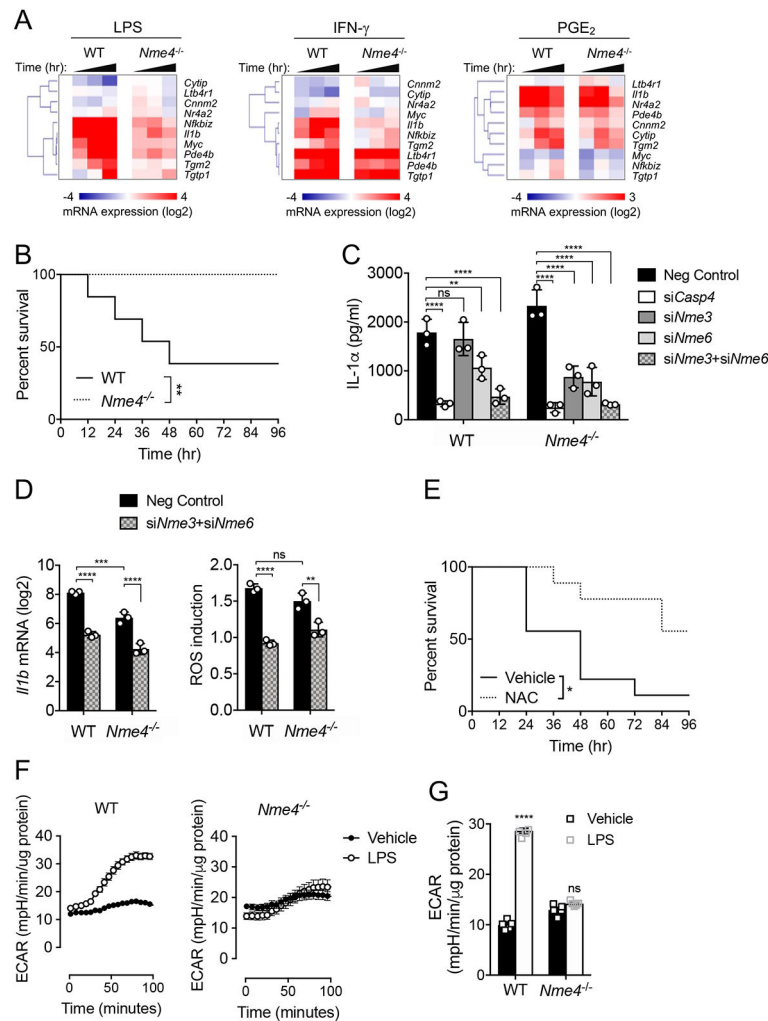 A
LPS
WT Nme4-/-
Time (hr):
Cytip
Ltb4r1
Cnnm2
Nr4a2
Nfkbiz
Il1b
Myc
Pde4b
Tgm2
Tgtp1
-4 4
mRNA expression (log2)
IFN-γ
WT Nme4-/-
Time (hr):
Cnnm2
Cytip
Nr4a2
Myc
Il1b
Nfkbiz
Tgm2
Ltb4r1
Pde4b
Tgtp1
-4 4
mRNA expression (log2)
PGE2
WT Nme4-/-
Time (hr):
Ltb4r1
Il1b
Nr4a2
Pde4b
Cnnm2
Cytip
Tgm2
Myc
Nfkbiz
Tgtp1
-4 3
mRNA expression (log2)
B
Percent survival
100
50
0
0 12 24 36 48 60 72 84 96
Time (hr)
WT
Nme4-/-
**
C
IL-1α (pg/ml)
3000
2000
1000
0
****
**
ns
****
****
****
****
****
WT Nme4-/-
Neg Control
siCasp4
siNme3
siNme6
siNme3+siNme6
D
Neg Control
siNme3+siNme6
Il1b mRNA (log2)
10
8
6
4
2
0
***
**** ****
WT Nme4-/-
ROS induction
2.0
1.5
1.0
0.5
0.0
ns
**** **
WT Nme4-/-
E
Percent survival
100
50
0
0 12 24 36 48 60 72 84 96
Time (hr)
Vehicle
NAC
*
F
WT
ECAR (mpH/min/ug protein)
40
30
20
10
0
0 50 100
Time (minutes)
Nme4-/-
ECAR (mpH/min/µg protein)
40
30
20
10
0
0 50 100
Time (minutes)
Vehicle
LPS
G
ECAR
(mpH/min/ug protein)
30
20
10
0
****
ns
WT Nme4-/-
Vehicle
LPS